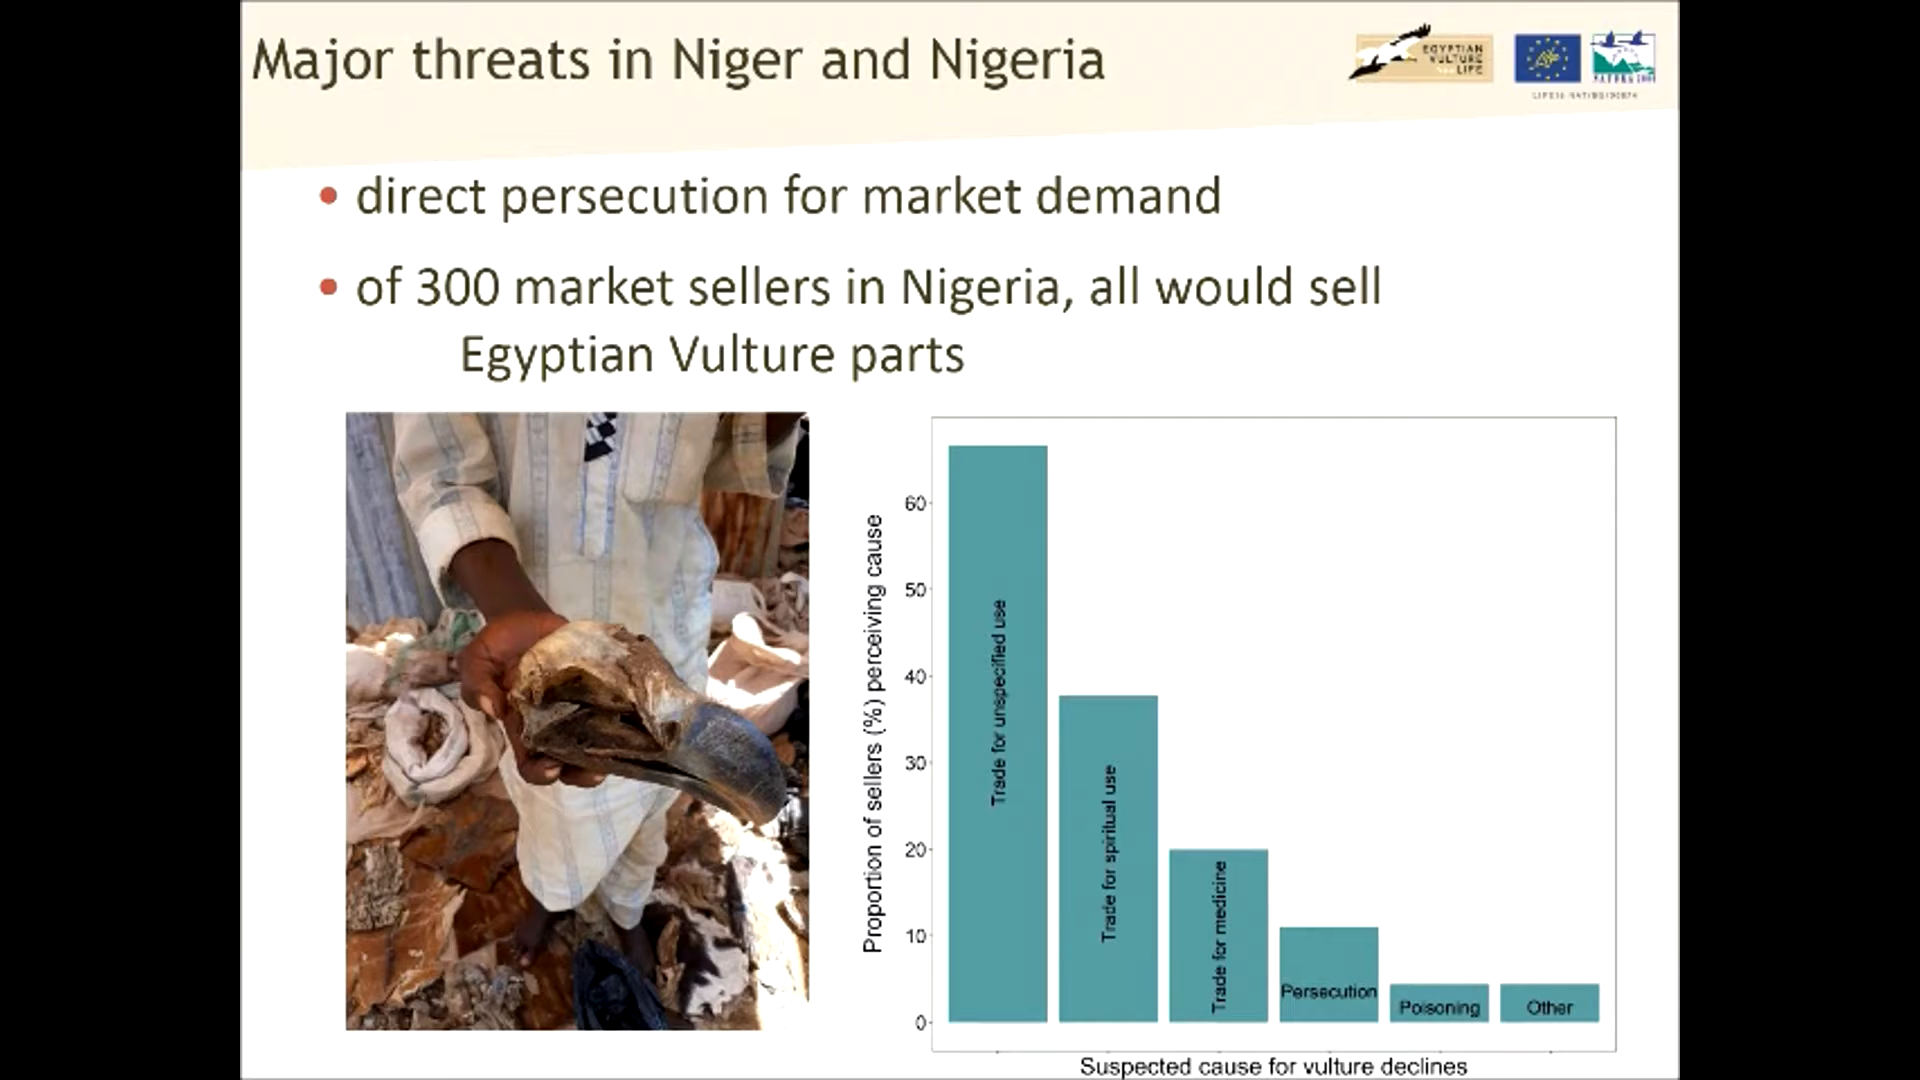 Major threats in Niger and Nigeria
EGYPTIAN
VULTURE
LIFE
• direct persecution for market demand
• of 300 market sellers in Nigeria, all would sell
Egyptian Vulture parts
Proportion of sellers (%) perceiving cause
60
50
40
30
20
10
0
Trade for unspecified use
Trade for spiritual use
Trade for medicine
Persecution
Poisoning
Other
Suspected cause for vulture declines